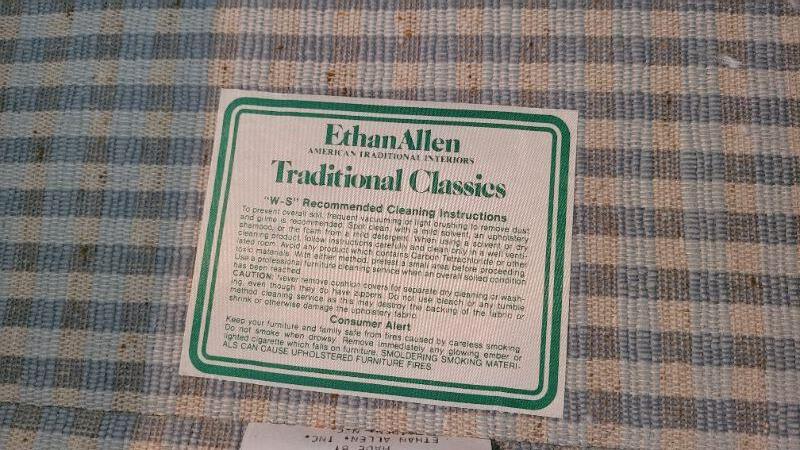 Ethan Allen
AMERICAN TRADITIONAL INTERIORS
Traditional Classics
"W-S" Recommended Cleaning Instructions
To prevent overall soil, frequent vacuuming or light brushing to remove dust
and grime is recommended. Spot clean, with a mild solvent, an upholstery
shampoo, or the foam from a mild detergent. When using a solvent or dry
cleaning product, follow instructions carefully and clean only in a well venti-
lated room. Avoid any product which contains Carbon Tetrachloride or other
toxic materials. With either method, pretest a small area before proceeding.
Use a professional furniture cleaning service when an overall soiled condition
has been reached.
CAUTION: Never remove cushion covers for separate dry cleaning or wash-
ing, even though they do have zippers. Do not use bleach or any tumble
method cleaning service as this may destroy the backing of the fabric or
shrink or otherwise damage the upholstery fabric.
Consumer Alert
Keep your furniture and family safe from fires caused by careless smoking.
Do not smoke when drowsy. Remove immediately any glowing ember or
lighted cigarette which falls on furniture. SMOLDERING SMOKING MATERI-
ALS CAN CAUSE UPHOLSTERED FURNITURE FIRES.
ETHAN ALLEN, INC.
MADE BY